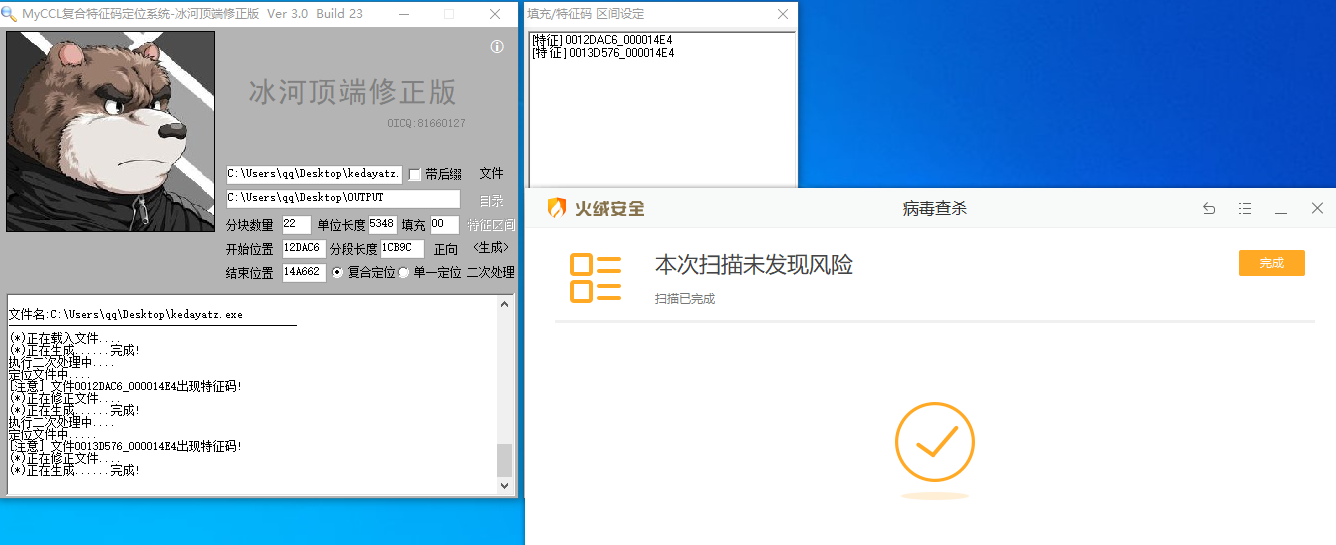 MyCCL复合特征码定位系统-冰河顶端修正版 Ver 3.0 Build 23
冰河顶端修正版
OICQ:81660127
C:\Users\qq\Desktop\kedayatz. 带后缀 文件
C:\Users\qq\Desktop\OUTPUT 目录
分块数量 22 单位长度 5348 填充 00 特征区间
开始位置 12DAC6 分段长度 1CB9C 正向 <生成>
结束位置 14A662 复合定位 单一定位 二次处理
文件名:C:\Users\qq\Desktop\kedayatz.exe
(*)正在载入文件....
(*)正在生成......完成!
执行二次处理中....
定位文件中....
[注意] 文件0012DAC6_000014E4出现特征码!
(*)正在修正文件....
(*)正在生成......完成!
执行二次处理中....
定位文件中.....
[注意] 文件0013D576_000014E4出现特征码!
(*)正在修正文件....
(*)正在生成......完成!
填充/特征码 区间设定
[特征] 0012DAC6_000014E4
[特征] 0013D576_000014E4
火绒安全
病毒查杀
本次扫描未发现风险
扫描已完成
完成